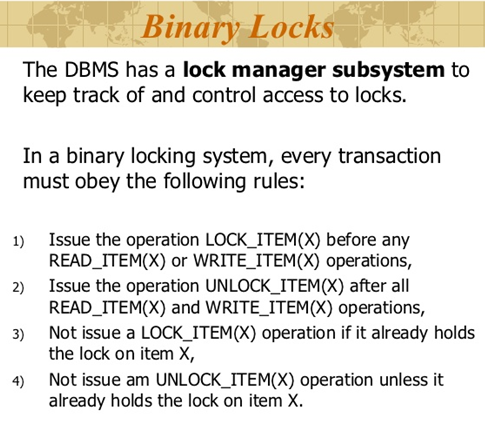 Binary Locks
The DBMS has a lock manager subsystem to
keep track of and control access to locks.
In a binary locking system, every transaction
must obey the following rules:
1) Issue the operation LOCK_ITEM(X) before any
READ_ITEM(X) or WRITE_ITEM(X) operations,
2) Issue the operation UNLOCK_ITEM(X) after all
READ_ITEM(X) and WRITE_ITEM(X) operations,
3) Not issue a LOCK_ITEM(X) operation if it already holds
the lock on item X,
4) Not issue am UNLOCK_ITEM(X) operation unless it
already holds the lock on item X.